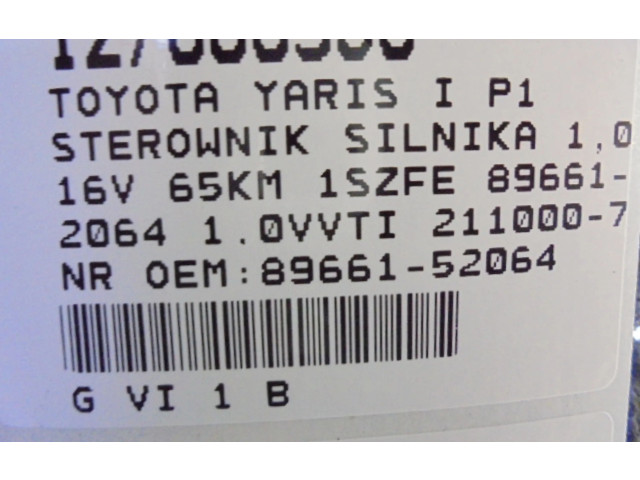 TOYOTA YARIS I P1
STEROWNIK SILNIKA 1,0
16V 65KM 1SZFE 89661-
2064 1.0VVTI 211000-7
NR OEM:89661-52064
G VI 1 B